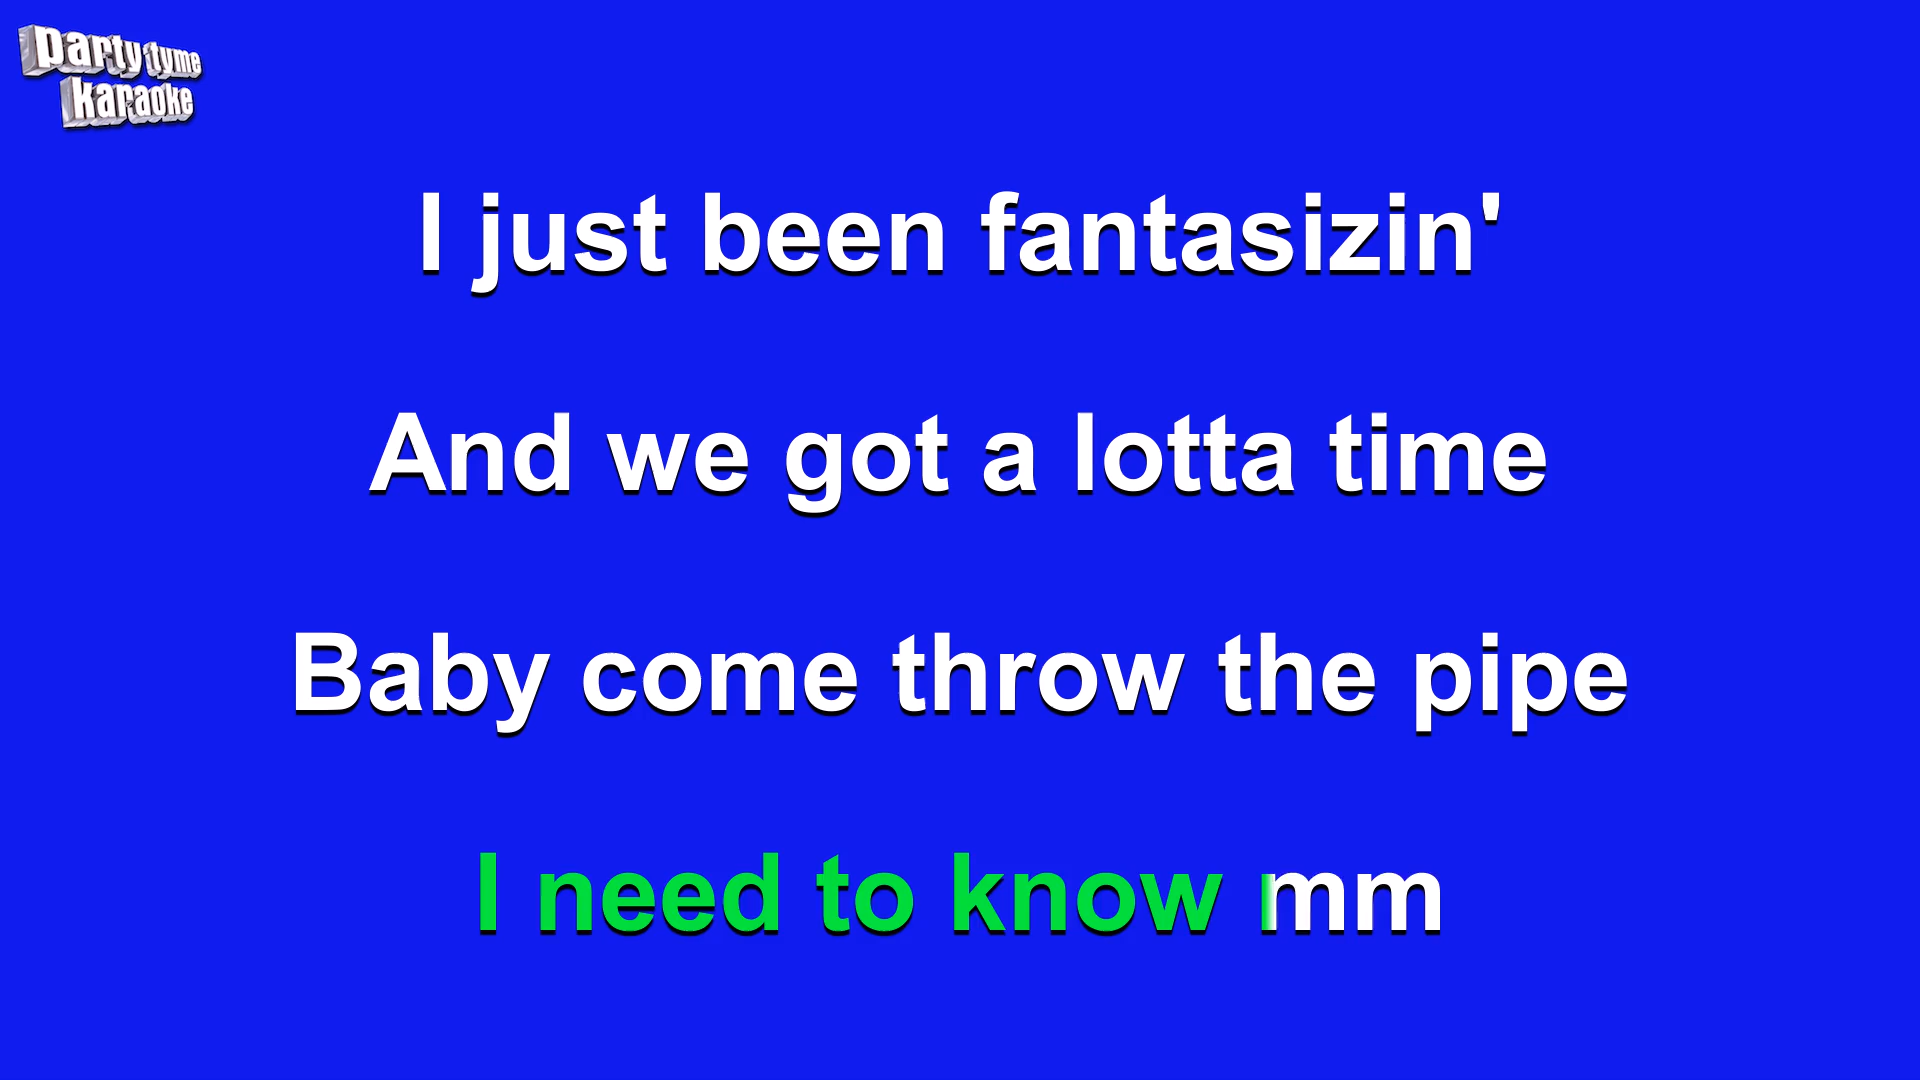 party tyme
karaoke
I just been fantasizin'
And we got a lotta time
Baby come throw the pipe
I need to know mm